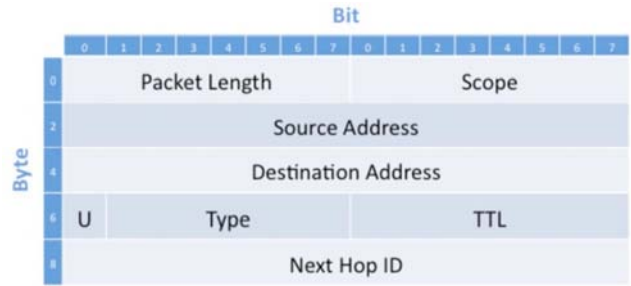 Bit
0 1 2 3 4 5 6 7 0 1 2 3 4 5 6 7
0 Packet Length Scope
2 Source Address
4 Destination Address
6 U Type TTL
8 Next Hop ID
Byte